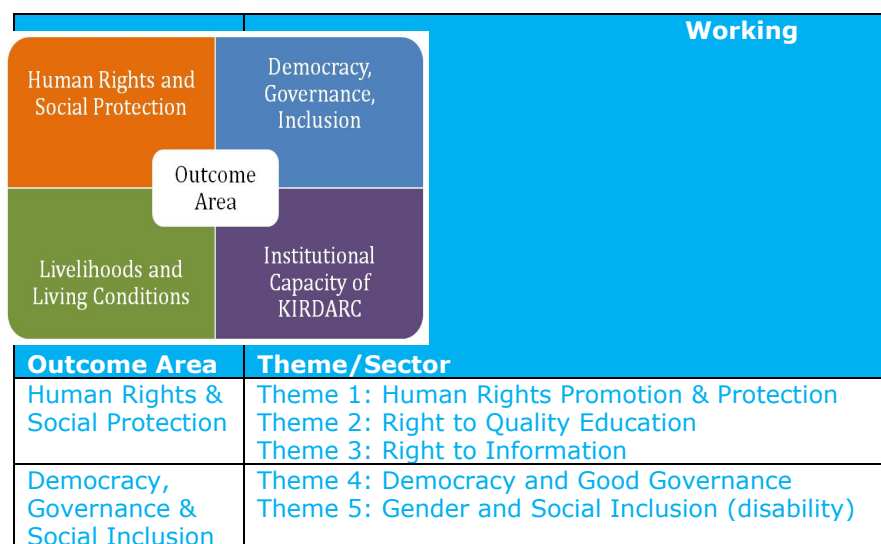 Working
Human Rights and
Social Protection
Democracy,
Governance,
Inclusion
Outcome
Area
Livelihoods and
Living Conditions
Institutional
Capacity of
KIRDARC
Outcome Area
Theme/Sector
Human Rights &
Social Protection
Theme 1: Human Rights Promotion & Protection
Theme 2: Right to Quality Education
Theme 3: Right to Information
Democracy,
Governance &
Social Inclusion
Theme 4: Democracy and Good Governance
Theme 5: Gender and Social Inclusion (disability)